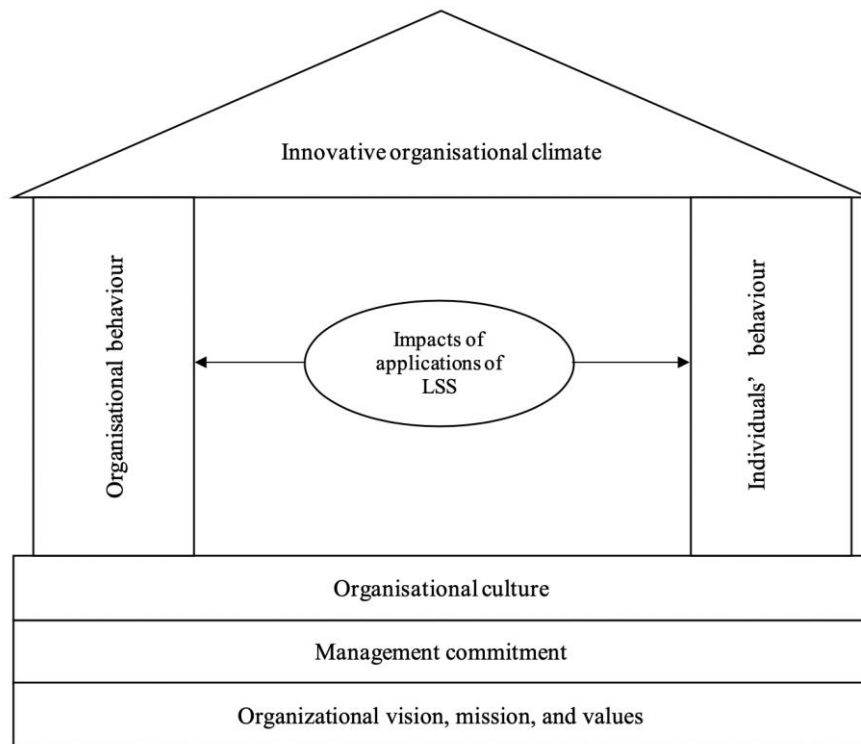 Innovative organisational climate
Organisational behaviour
Impacts of
applications of
LSS
Individuals’ behaviour
Organisational culture
Management commitment
Organizational vision, mission, and values